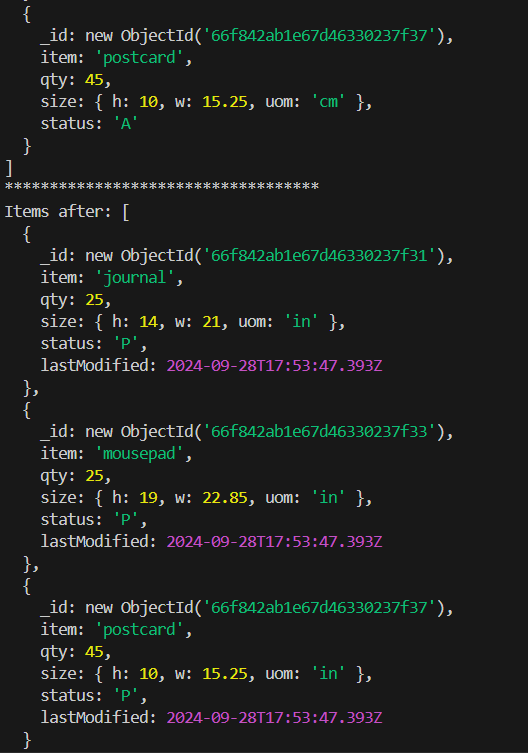 {
_id: new ObjectId('66f842ab1e67d46330237f37'),
item: 'postcard',
qty: 45,
size: { h: 10, w: 15.25, uom: 'cm' },
status: 'A'
}
]
***********************************
Items after: [
{
_id: new ObjectId('66f842ab1e67d46330237f31'),
item: 'journal',
qty: 25,
size: { h: 14, w: 21, uom: 'in' },
status: 'P',
lastModified: 2024-09-28T17:53:47.393Z
},
{
_id: new ObjectId('66f842ab1e67d46330237f33'),
item: 'mousepad',
qty: 25,
size: { h: 19, w: 22.85, uom: 'in' },
status: 'P',
lastModified: 2024-09-28T17:53:47.393Z
},
{
_id: new ObjectId('66f842ab1e67d46330237f37'),
item: 'postcard',
qty: 45,
size: { h: 10, w: 15.25, uom: 'in' },
status: 'P',
lastModified: 2024-09-28T17:53:47.393Z
}